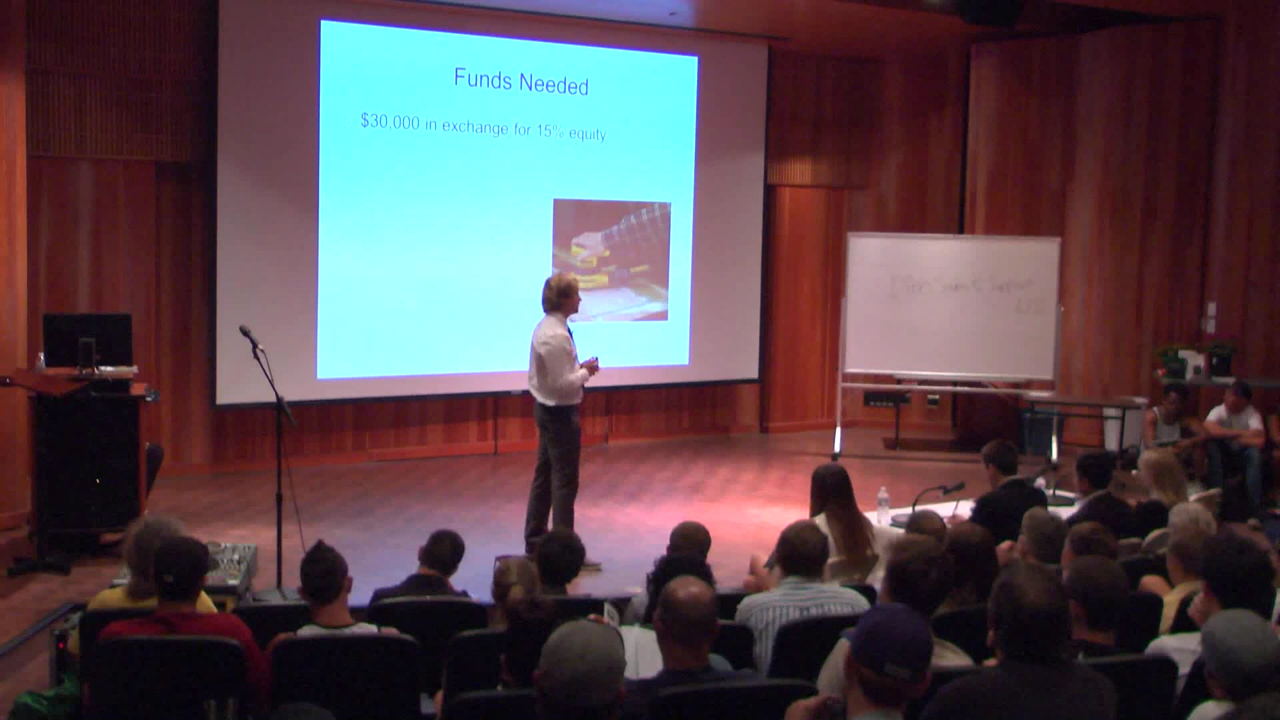 Funds Needed
$30,000 in exchange for 15% equity